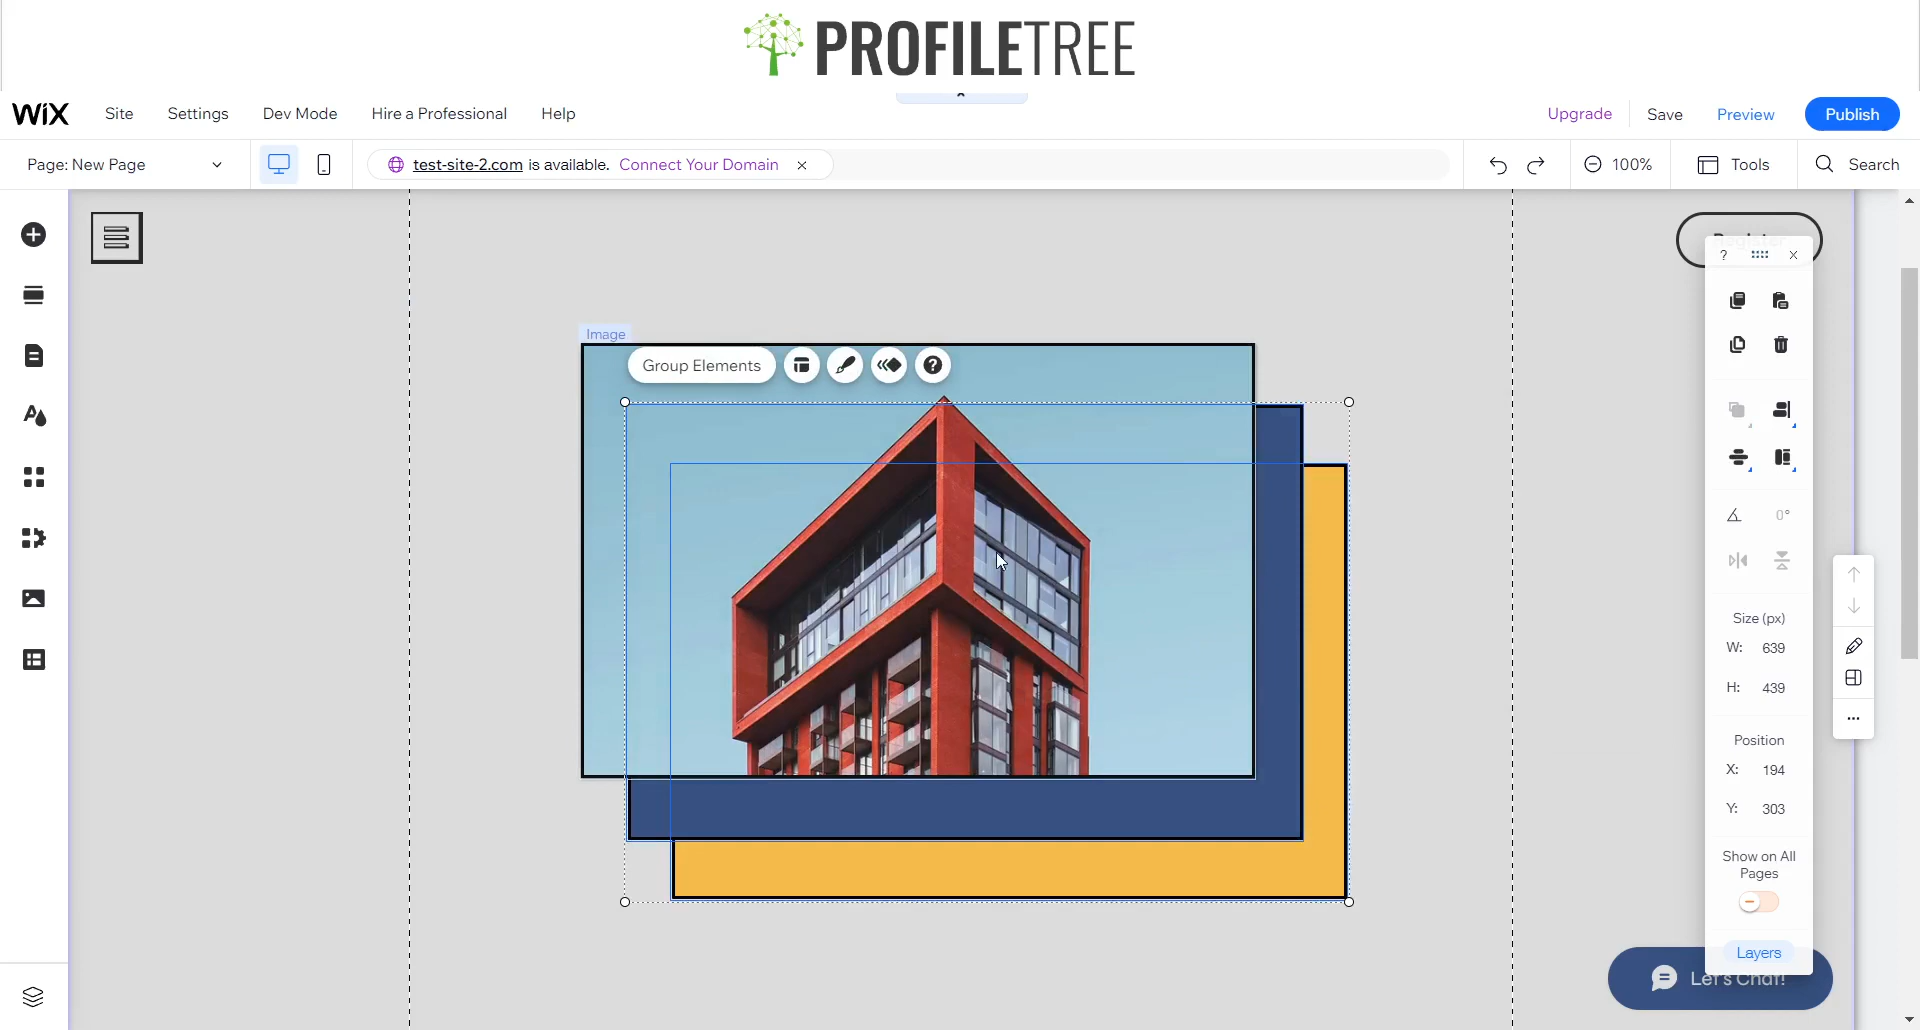 PROFILETREE
WiX Site Settings Dev Mode Hire a Professional Help Upgrade Save Preview Publish
Page: New Page test-site-2.com is available. Connect Your Domain × 100% Tools Search
Register
? x
Image
Group Elements ?
0°
Size (px)
W: 639
H: 439
Position
X: 194
Y: 303
Show on All
Pages
Layers
Let's Chat!